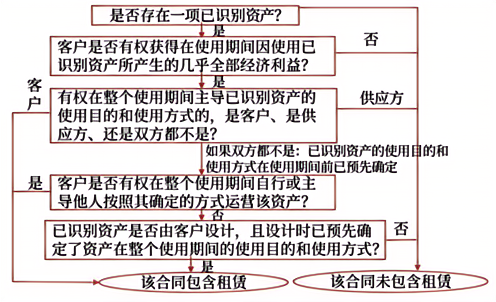 是否存在一项已识别资产?
是
客户是否有权获得在使用期间因使用已
识别资产所产生的几乎全部经济利益?
否
是
客户
有权在整个使用期间主导已识别资产的
使用目的和使用方式的，是客户、是供
应方、还是双方都不是?
供应方
如果双方都不是：已识别资产的使用目的和
使用方式在使用期间前已预先确定
是
客户是否有权在整个使用期间自行或主
导他人按照其确定的方式运营该资产?
否
已识别资产是否由客户设计，且设计时已预先确
定了资产在整个使用期间的使用目的和使用方式?
否
是
该合同包含租赁
该合同未包含租赁